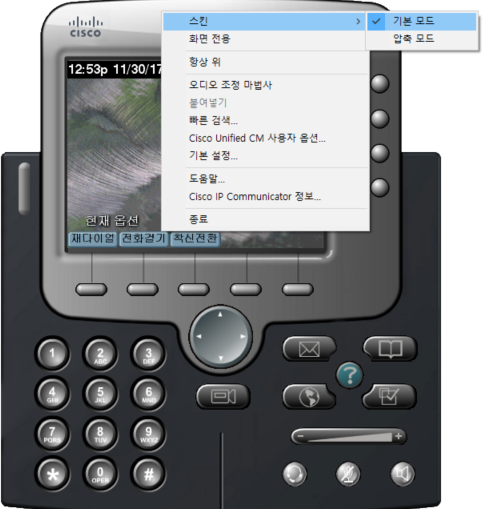 CISCO
12:53p 11/30/17
스킨
기본 모드
압축 모드
화면 전용
항상 위
오디오 조정 마법사
붙여넣기
빠른 검색...
Cisco Unified CM 사용자 옵션...
기본 설정...
도움말...
Cisco IP Communicator 정보...
종료
현재 옵션
재다이얼 전화걸기 착신전환
1
2 ABC
3 DEF
4 GHI
5 JKL
6 MNO
7 PQRS
8 TUV
9 WXYZ
*
0 OPER
#
?
- +